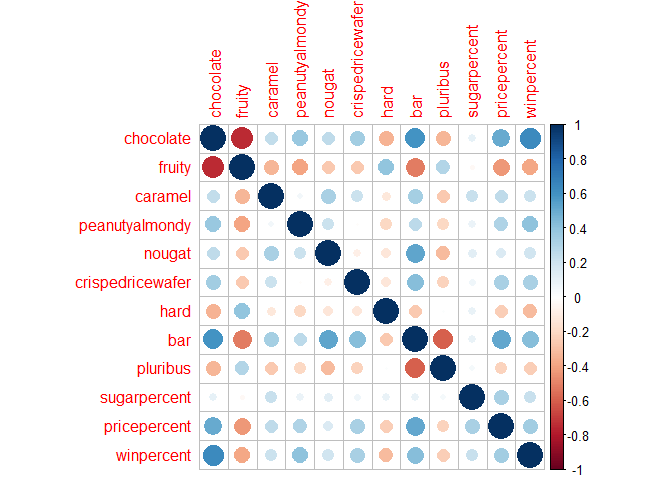 chocolate
fruity
caramel
peanutyalmondy
nougat
crispedricewafer
hard
bar
pluribus
sugarpercent
pricepercent
winpercent
chocolate
fruity
caramel
peanutyalmondy
nougat
crispedricewafer
hard
bar
pluribus
sugarpercent
pricepercent
winpercent
1
0.8
0.6
0.4
0.2
0
-0.2
-0.4
-0.6
-0.8
-1